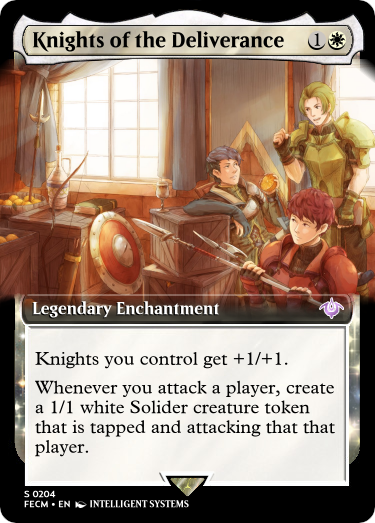 Knights of the Deliverance 1
Legendary Enchantment
Knights you control get +1/+1.
Whenever you attack a player, create
a 1/1 white Solider creature token
that is tapped and attacking that that
player.
S 0204
FECM • EN INTELLIGENT SYSTEMS